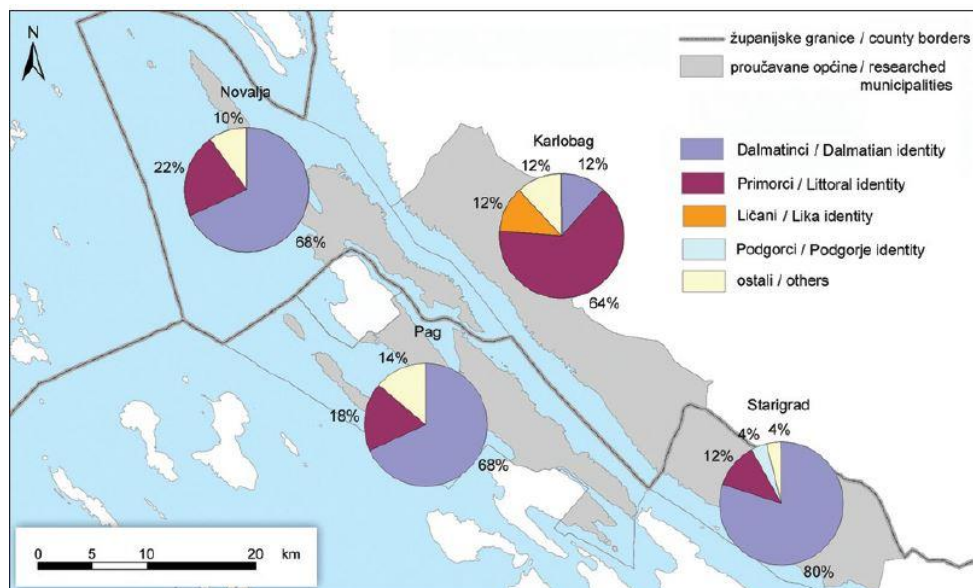 N
Novalja
10%
22%
68%
Karlobag
12%
12%
12%
64%
Pag
14%
18%
68%
Starigrad
4%
4%
12%
80%
županijske granice / county borders
proučavane općine / researched
municipalities
Dalmatinci / Dalmatian identity
Primorci / Littoral identity
Ličani / Lika identity
Podgorci / Podgorje identity
ostali / others
0 5 10 20 km